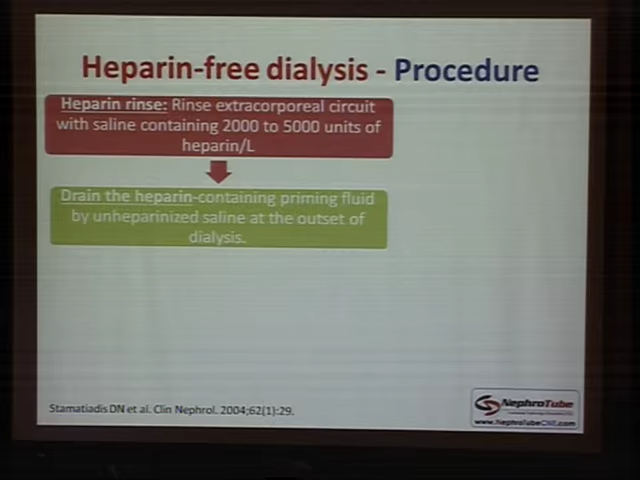 Heparin-free dialysis - Procedure
Heparin rinse: Rinse extracorporeal circuit
with saline containing 2000 to 5000 units of
heparin/L
Drain the heparin-containing priming fluid
by unheparinized saline at the outset of
dialysis.
Stamatiadis DN et al. Clin Nephrol. 2004;62(1):29.
NephroTube
www.NephroTubeCNE.com